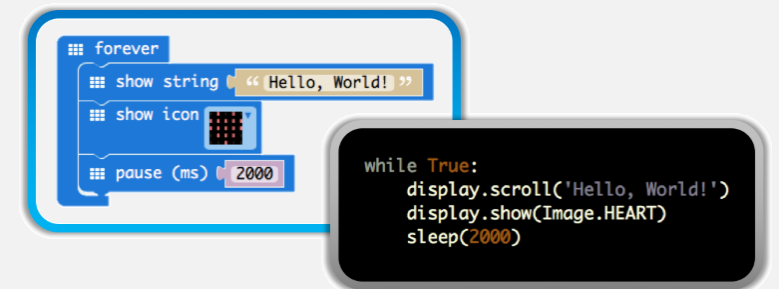 forever
show string “ Hello, World! ”
show icon
pause (ms) 2000
while True:
display.scroll('Hello, World!')
display.show(Image.HEART)
sleep(2000)